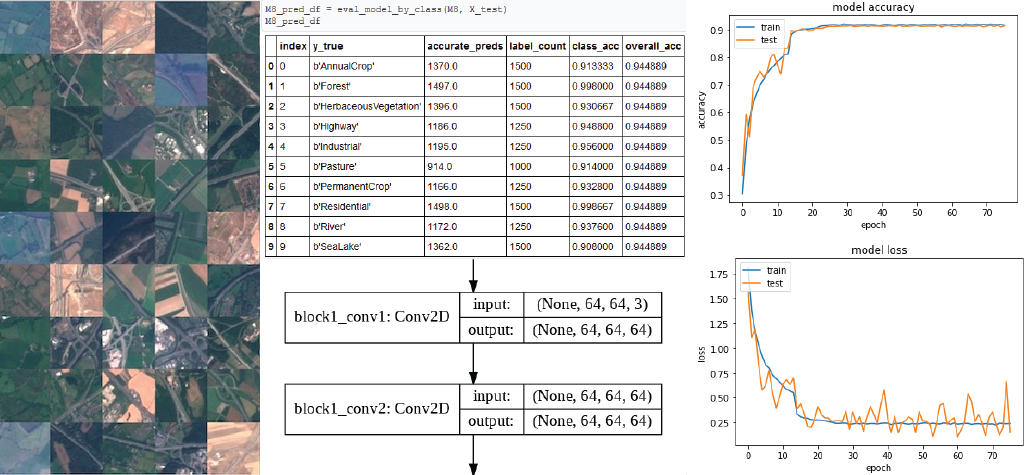 M8_pred_df = eval_model_by_class(M8, X_test)
M8_pred_df
index y_true accurate_preds label_count class_acc overall_acc
0 0 b'AnnualCrop' 1370.0 1500 0.913333 0.944889
1 1 b'Forest' 1497.0 1500 0.998000 0.944889
2 2 b'HerbaceousVegetation' 1396.0 1500 0.930667 0.944889
3 3 b'Highway' 1186.0 1250 0.948800 0.944889
4 4 b'Industrial' 1195.0 1250 0.956000 0.944889
5 5 b'Pasture' 914.0 1000 0.914000 0.944889
6 6 b'PermanentCrop' 1166.0 1250 0.932800 0.944889
7 7 b'Residential' 1498.0 1500 0.998667 0.944889
8 8 b'River' 1172.0 1250 0.937600 0.944889
9 9 b'SeaLake' 1362.0 1500 0.908000 0.944889
block1_conv1: Conv2D
input: (None, 64, 64, 3)
output: (None, 64, 64, 64)
block1_conv2: Conv2D
input: (None, 64, 64, 64)
output: (None, 64, 64, 64)
model accuracy
train
test
accuracy
0.9
0.8
0.7
0.6
0.5
0.4
0.3
0 10 20 30 40 50 60 70
epoch
model loss
train
test
loss
1.75
1.50
1.25
1.00
0.75
0.50
0.25
0 10 20 30 40 50 60 70
epoch